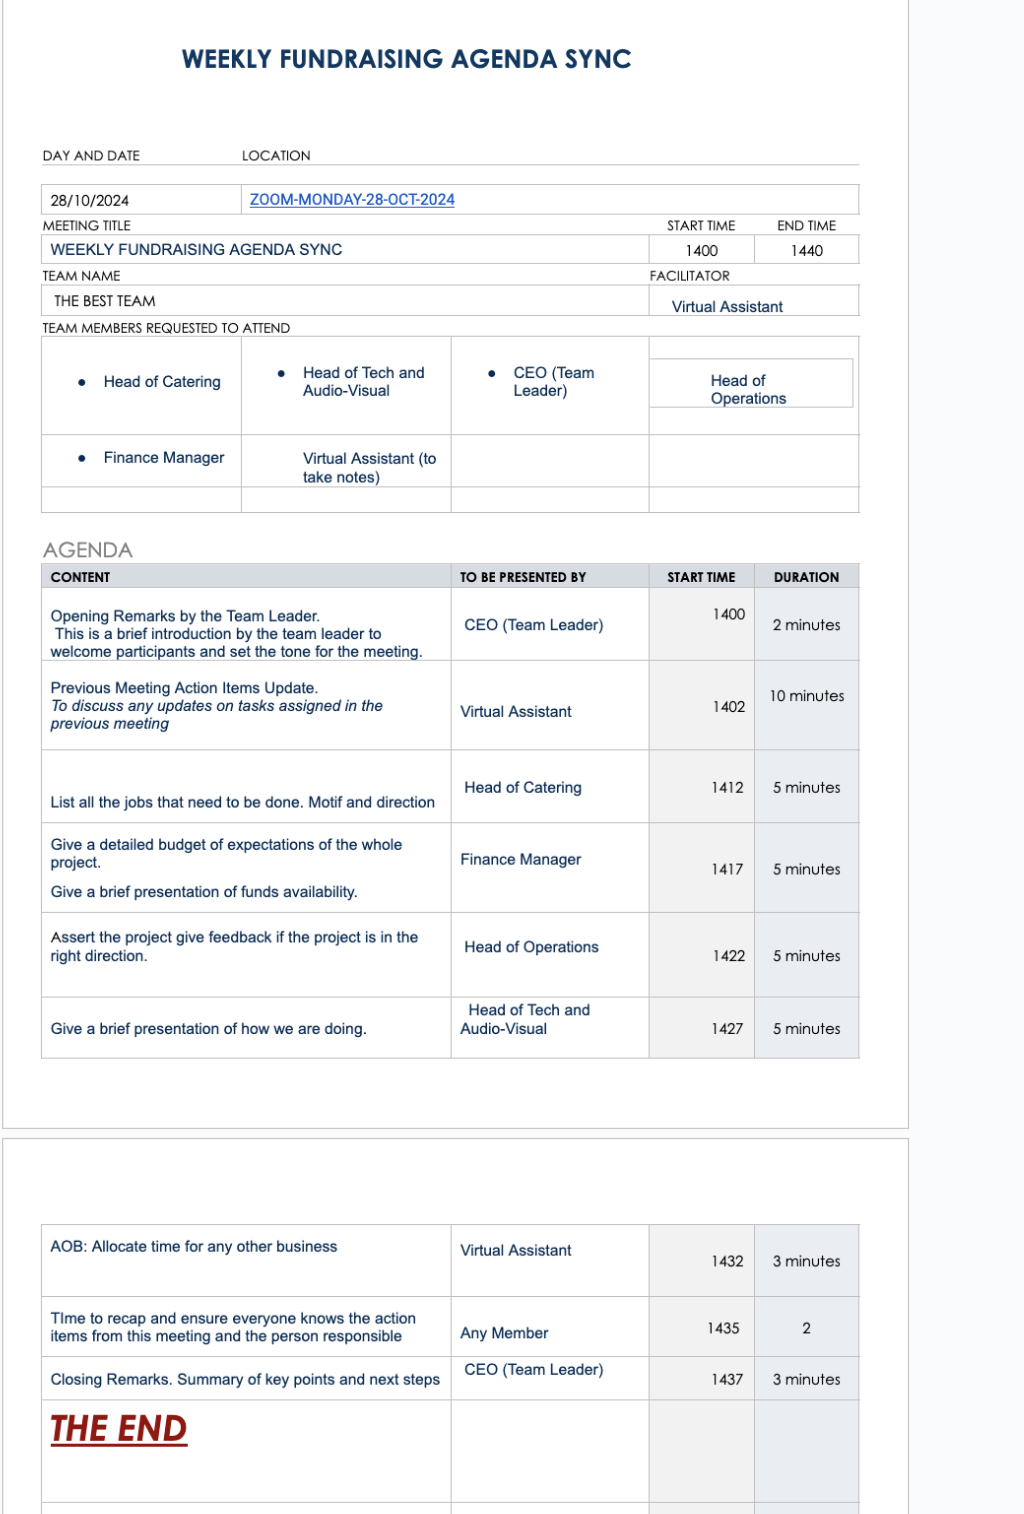 WEEKLY FUNDRAISING AGENDA SYNC
DAY AND DATE LOCATION
28/10/2024 ZOOM-MONDAY-28-OCT-2024
MEETING TITLE START TIME END TIME
WEEKLY FUNDRAISING AGENDA SYNC 1400 1440
TEAM NAME FACILITATOR
THE BEST TEAM Virtual Assistant
TEAM MEMBERS REQUESTED TO ATTEND
● Head of Catering
● Head of Tech and
Audio-Visual
● CEO (Team
Leader)
Head of
Operations
● Finance Manager
Virtual Assistant (to
take notes)
AGENDA
CONTENT TO BE PRESENTED BY START TIME DURATION
Opening Remarks by the Team Leader.
This is a brief introduction by the team leader to
welcome participants and set the tone for the meeting.
CEO (Team Leader)
1400
2 minutes
Previous Meeting Action Items Update.
To discuss any updates on tasks assigned in the
previous meeting
Virtual Assistant
1402
10 minutes
List all the jobs that need to be done. Motif and direction
Head of Catering
1412
5 minutes
Give a detailed budget of expectations of the whole
project.
Give a brief presentation of funds availability.
Finance Manager
1417
5 minutes
Assert the project give feedback if the project is in the
right direction.
Head of Operations
1422
5 minutes
Give a brief presentation of how we are doing.
Head of Tech and
Audio-Visual
1427
5 minutes
AOB: Allocate time for any other business
Virtual Assistant
1432
3 minutes
TIme to recap and ensure everyone knows the action
items from this meeting and the person responsible
Any Member
1435
2
Closing Remarks. Summary of key points and next steps
CEO (Team Leader)
1437
3 minutes
THE END